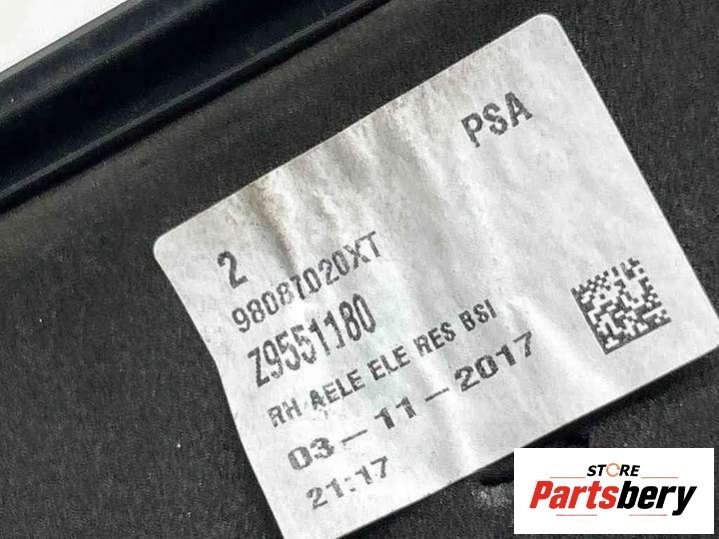 PSA
2
98087020XT
Z9551180
RH AELE ELE RES BSI
03-11-2017
21:17
STORE
Partsbery